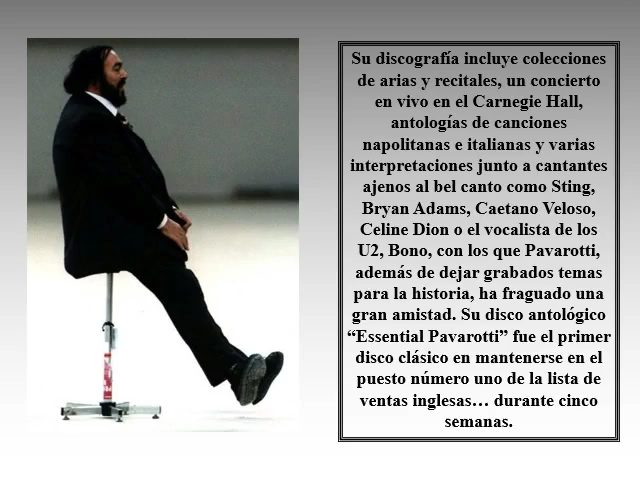 Su discografía incluye colecciones
de arias y recitales, un concierto
en vivo en el Carnegie Hall,
antologías de canciones
napolitanas e italianas y varias
interpretaciones junto a cantantes
ajenos al bel canto como Sting,
Bryan Adams, Caetano Veloso,
Celine Dion o el vocalista de los
U2, Bono, con los que Pavarotti,
además de dejar grabados temas
para la historia, ha fraguado una
gran amistad. Su disco antológico
“Essential Pavarotti” fue el primer
disco clásico en mantenerse en el
puesto número uno de la lista de
ventas inglesas… durante cinco
semanas.